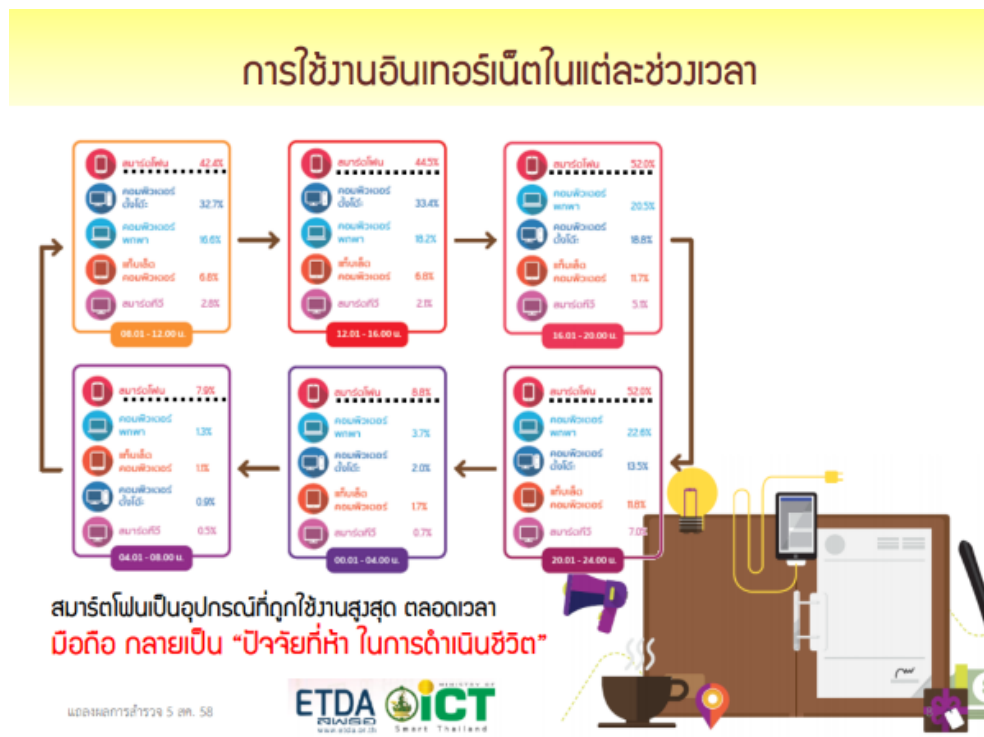 การใช้งานอินเทอร์เน็ตในแต่ละช่วงเวลา
สมาร์ตโฟน 42.4%
คอมพิวเตอร์
ตั้งโต๊ะ 32.7%
คอมพิวเตอร์
พกพา 16.6%
แท็บเล็ต
คอมพิวเตอร์ 6.8%
สมาร์ตทีวี 2.8%
08.01 - 12.00 น.
สมาร์ตโฟน 44.5%
คอมพิวเตอร์
ตั้งโต๊ะ 33.4%
คอมพิวเตอร์
พกพา 18.2%
แท็บเล็ต
คอมพิวเตอร์ 6.8%
สมาร์ตทีวี 2.1%
12.01 - 16.00 น.
สมาร์ตโฟน 52.0%
คอมพิวเตอร์
พกพา 20.5%
คอมพิวเตอร์
ตั้งโต๊ะ 18.8%
แท็บเล็ต
คอมพิวเตอร์ 11.7%
สมาร์ตทีวี 5.1%
16.01 - 20.00 น.
สมาร์ตโฟน 7.9%
คอมพิวเตอร์
พกพา 1.3%
แท็บเล็ต
คอมพิวเตอร์ 1.1%
คอมพิวเตอร์
ตั้งโต๊ะ 0.9%
สมาร์ตทีวี 0.5%
04.01 - 08.00 น.
สมาร์ตโฟน 8.8%
คอมพิวเตอร์
พกพา 3.7%
คอมพิวเตอร์
ตั้งโต๊ะ 2.0%
แท็บเล็ต
คอมพิวเตอร์ 1.7%
สมาร์ตทีวี 0.7%
00.01 - 04.00 น.
สมาร์ตโฟน 52.0%
คอมพิวเตอร์
พกพา 22.6%
คอมพิวเตอร์
ตั้งโต๊ะ 13.5%
แท็บเล็ต
คอมพิวเตอร์ 11.8%
สมาร์ตทีวี 7.0%
20.01 - 24.00 น.
สมาร์ตโฟนเป็นอุปกรณ์ที่ถูกใช้งานสูงสุด ตลอดเวลา
มือถือ กลายเป็น “ปัจจัยที่ห้า ในการดำเนินชีวิต”
แถลงผลการสำรวจ 5 สค. 58
ETDA
สพธอ
www.etda.or.th
MINISTRY OF
ICT
Smart Thailand